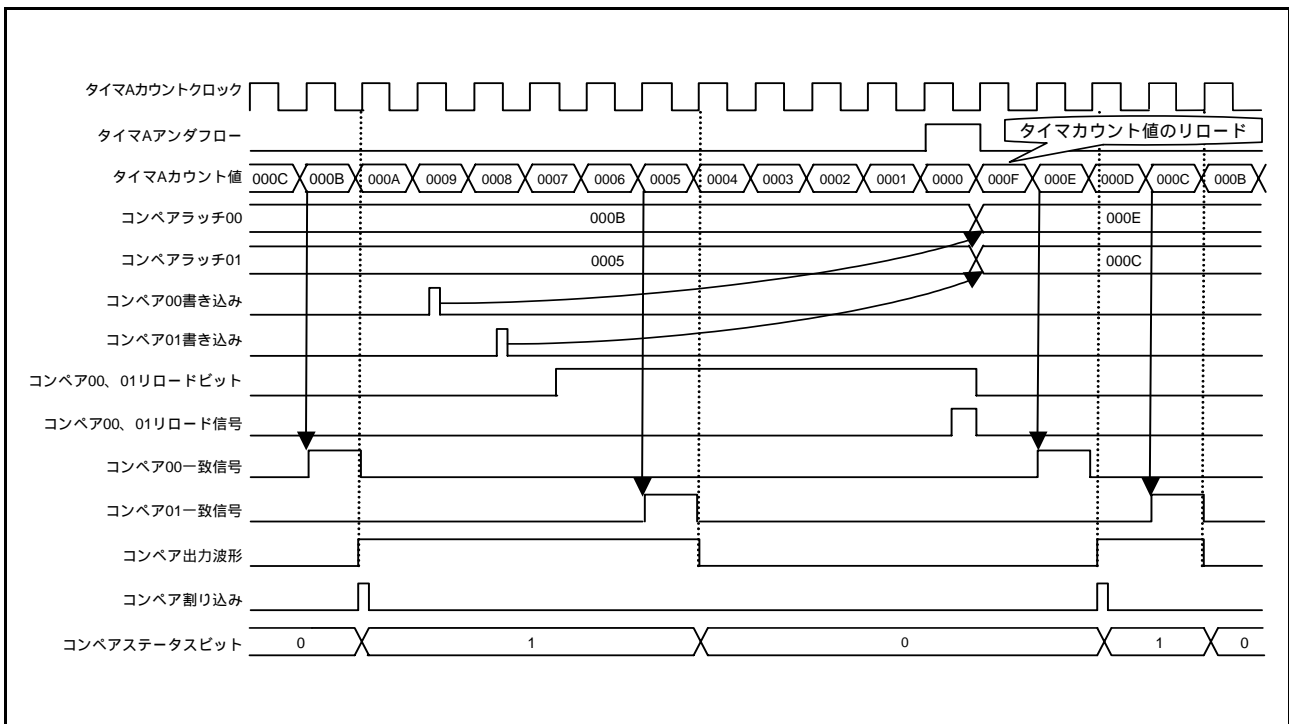 タイマAカウントクロック
タイマAアンダフロー
タイマカウント値のリロード
タイマAカウント値 000C 000B 000A 0009 0008 0007 0006 0005 0004 0003 0002 0001 0000 000F 000E 000D 000C 000B
コンペアラッチ00 000B 000E
コンペアラッチ01 0005 000C
コンペア00書き込み
コンペア01書き込み
コンペア00、01リロードビット
コンペア00、01リロード信号
コンペア00一致信号
コンペア01一致信号
コンペア出力波形
コンペア割り込み
コンペアステータスビット 0 1 0 1 0